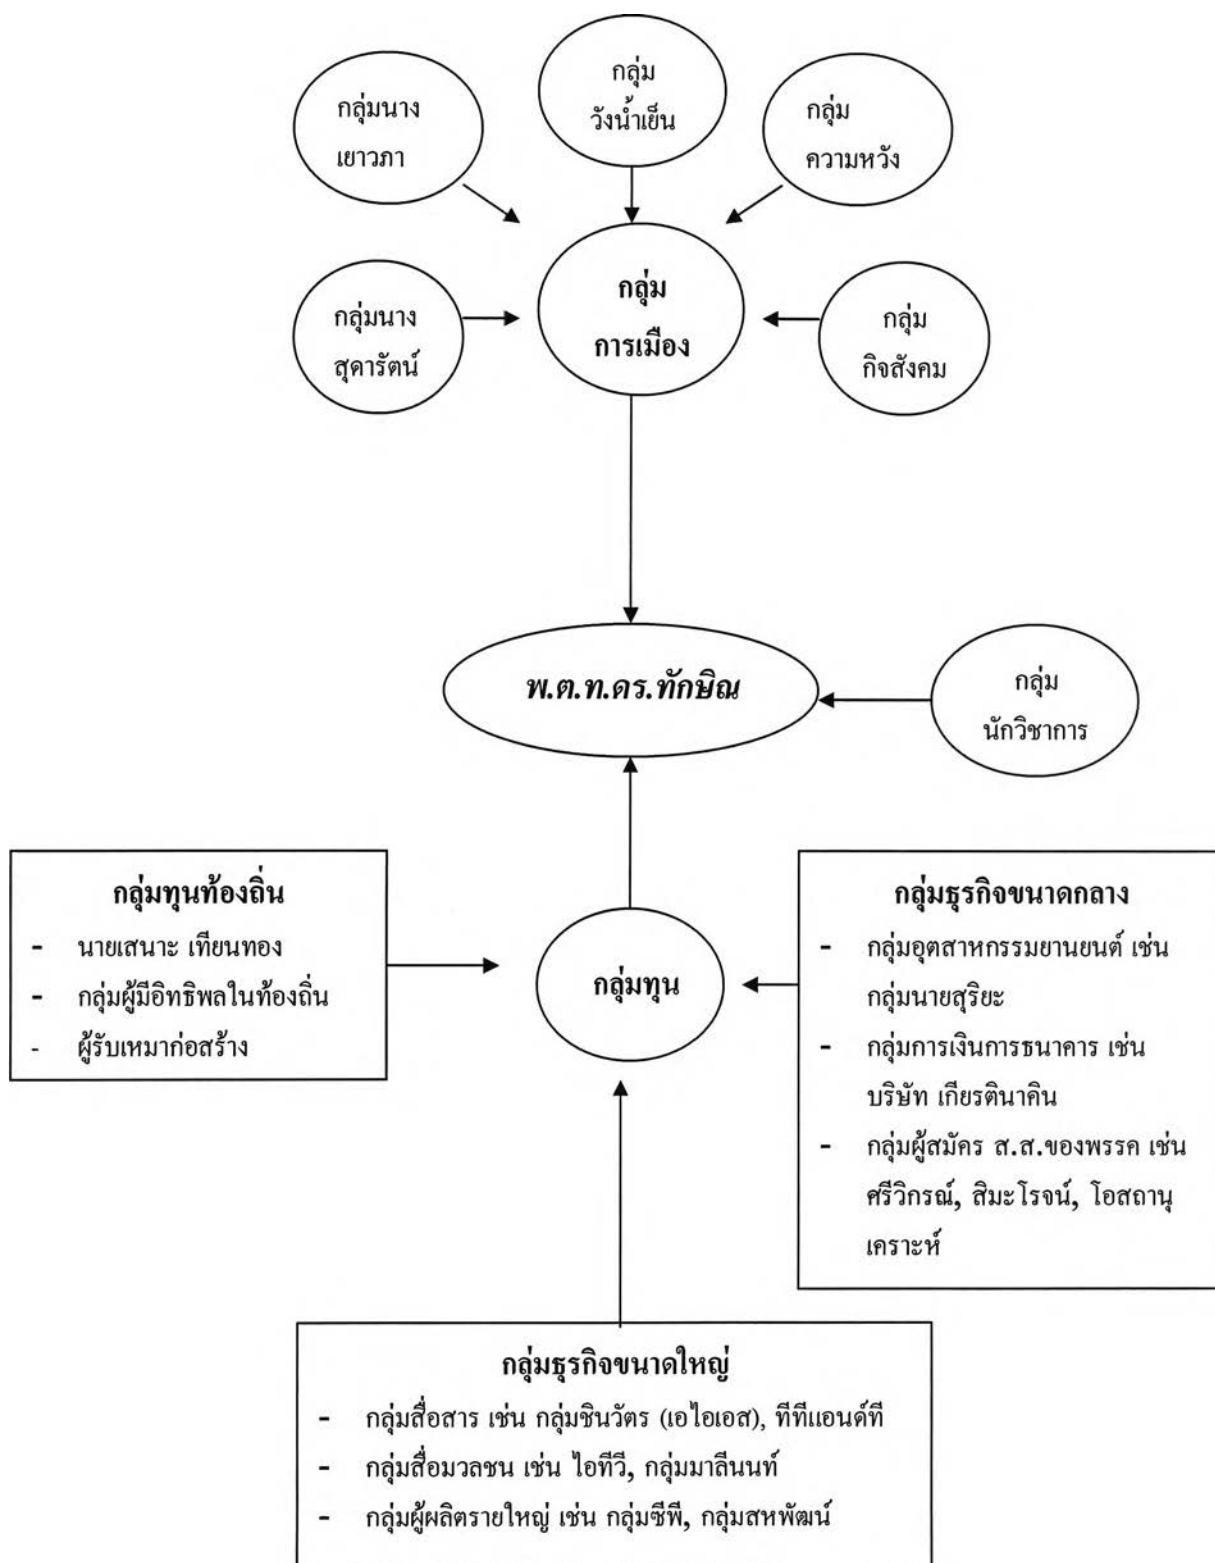 กลุ่ม
วังน้ำเย็น
กลุ่มนาง
เยาวภา
กลุ่ม
ความหวัง
กลุ่ม
การเมือง
กลุ่มนาง
สุดารัตน์
กลุ่ม
กิจสังคม
พ.ต.ท.ดร.ทักษิณ
กลุ่ม
นักวิชาการ
กลุ่มทุนท้องถิ่น
- นายเสนาะ เทียนทอง
- กลุ่มผู้มีอิทธิพลในท้องถิ่น
- ผู้รับเหมาก่อสร้าง
กลุ่มทุน
กลุ่มธุรกิจขนาดกลาง
- กลุ่มอุตสาหกรรมยานยนต์ เช่น
กลุ่มนายสุริยะ
- กลุ่มการเงินการธนาคาร เช่น
บริษัท เกียรตินาคิน
- กลุ่มผู้สมัคร ส.ส.ของพรรค เช่น
ศรีวิกรณ์, สิมะโรจน์, โอสถานุ
เคราะห์
กลุ่มธุรกิจขนาดใหญ่
- กลุ่มสื่อสาร เช่น กลุ่มชินวัตร (เอไอเอส), ทีทีแอนด์ที
- กลุ่มสื่อมวลชน เช่น ไอทีวี, กลุ่มมาลีนนท์
- กลุ่มผู้ผลิตรายใหญ่ เช่น กลุ่มซีพี, กลุ่มสหพัฒน์